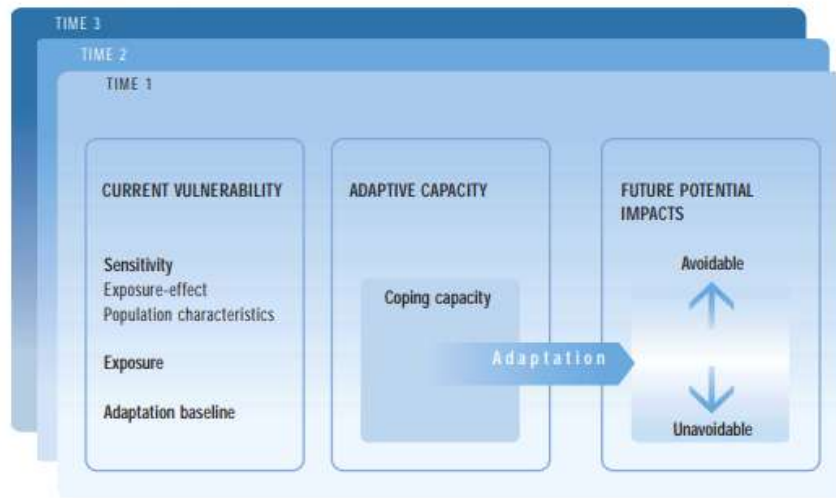 TIME 3
TIME 2
TIME 1
CURRENT VULNERABILITY
Sensitivity
Exposure-effect
Population characteristics
Exposure
Adaptation baseline
ADAPTIVE CAPACITY
Coping capacity
Adaptation
FUTURE POTENTIAL
IMPACTS
Avoidable
Unavoidable